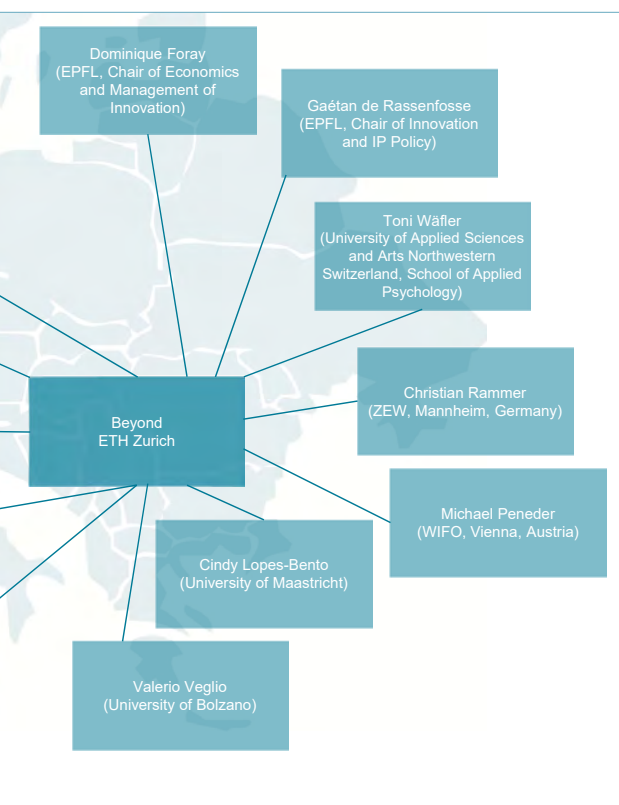 Dominique Foray
(EPFL, Chair of Economics
and Management of
Innovation)
Gaétan de Rassenfosse
(EPFL, Chair of Innovation
and IP Policy)
Toni Wäfler
(University of Applied Sciences
and Arts Northwestern
Switzerland, School of Applied
Psychology)
Christian Rammer
(ZEW, Mannheim, Germany)
Beyond
ETH Zurich
Michael Peneder
(WIFO, Vienna, Austria)
Cindy Lopes-Bento
(University of Maastricht)
Valerio Veglio
(University of Bolzano)